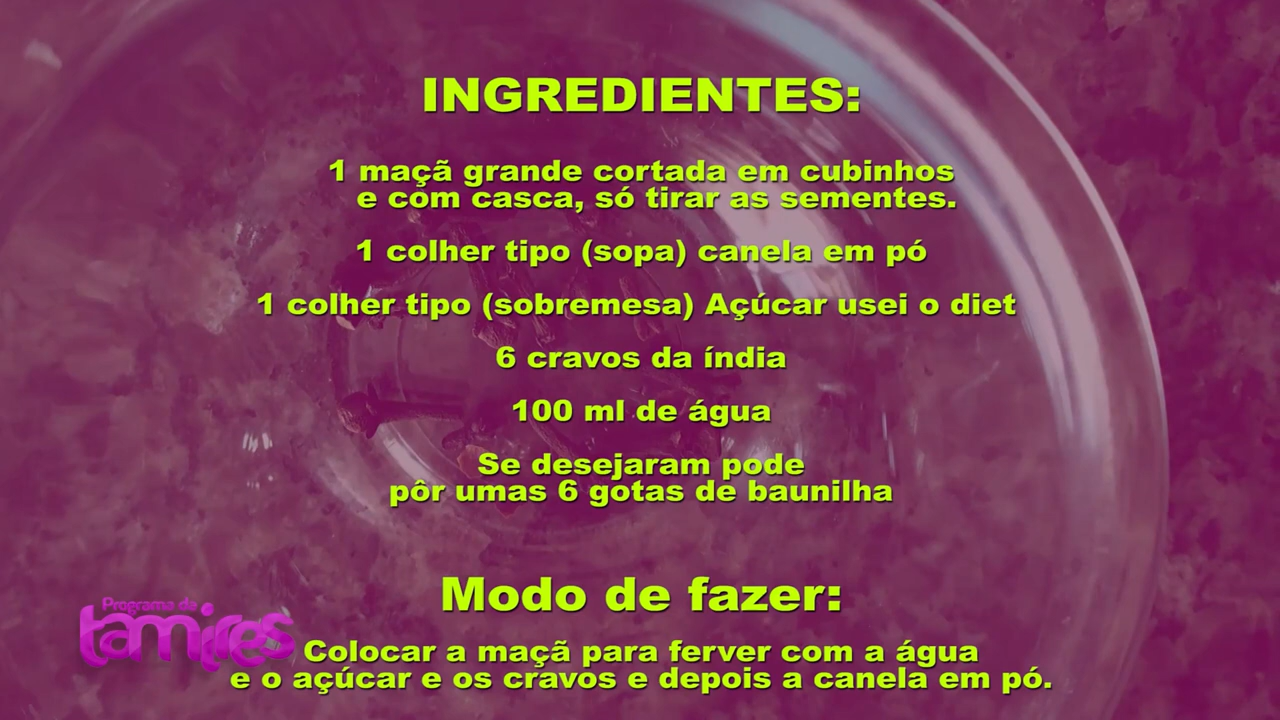 INGREDIENTES:
1 maçã grande cortada em cubinhos
e com casca, só tirar as sementes.
1 colher tipo (sopa) canela em pó
1 colher tipo (sobremesa) Açúcar usei o diet
6 cravos da índia
100 ml de água
Se desejaram pode
pôr umas 6 gotas de baunilha
Modo de fazer:
Programa da
tamires
Colocar a maçã para ferver com a água
e o açúcar e os cravos e depois a canela em pó.